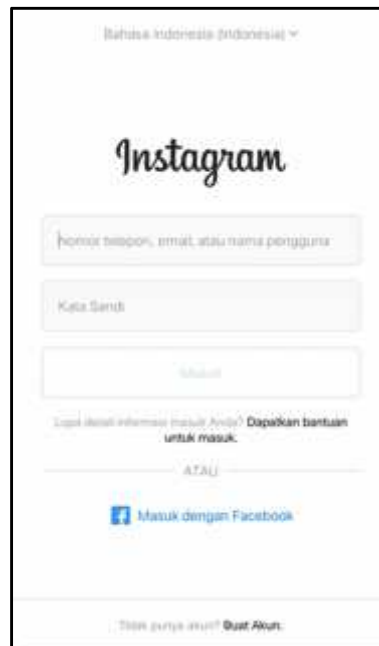 Bahasa Indonesia (Indonesia)
Instagram
Nomor telepon, email, atau nama pengguna
Kata Sandi
Masuk
Lupa detail informasi masuk Anda? Dapatkan bantuan
untuk masuk.
ATAU
Masuk dengan Facebook
Tidak punya akun? Buat Akun.